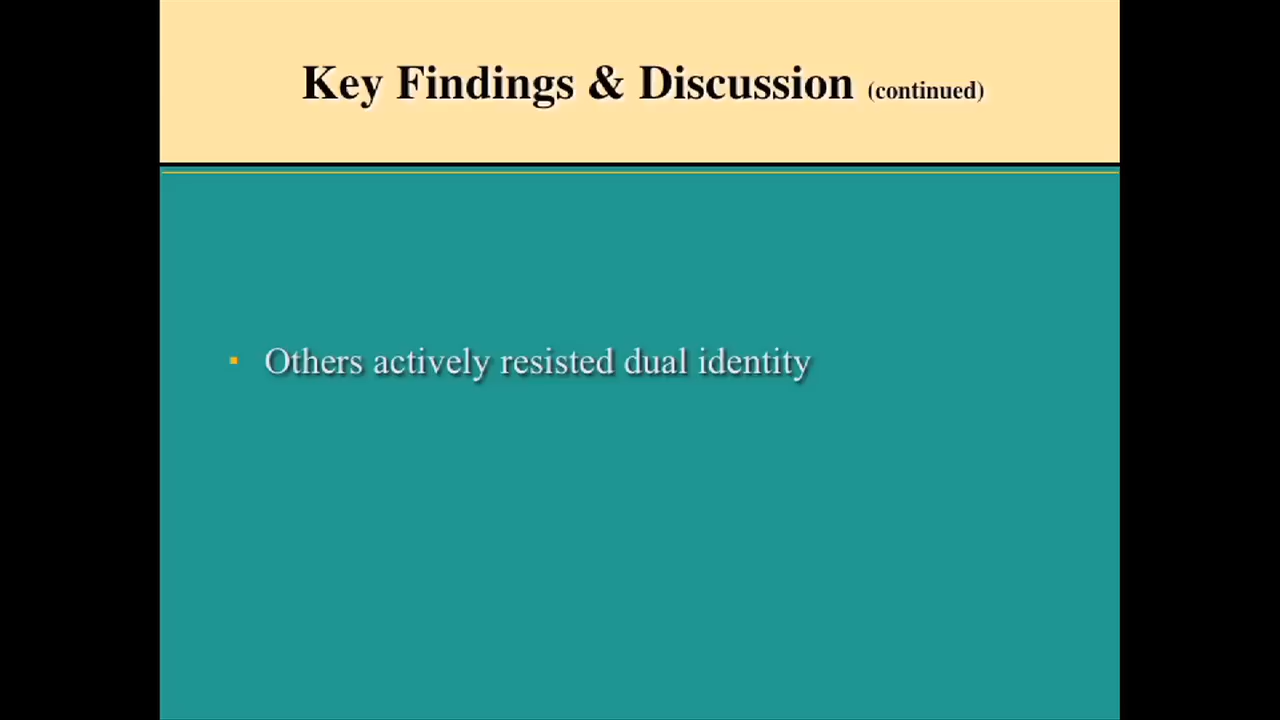 Key Findings & Discussion (continued)
▪ Others actively resisted dual identity